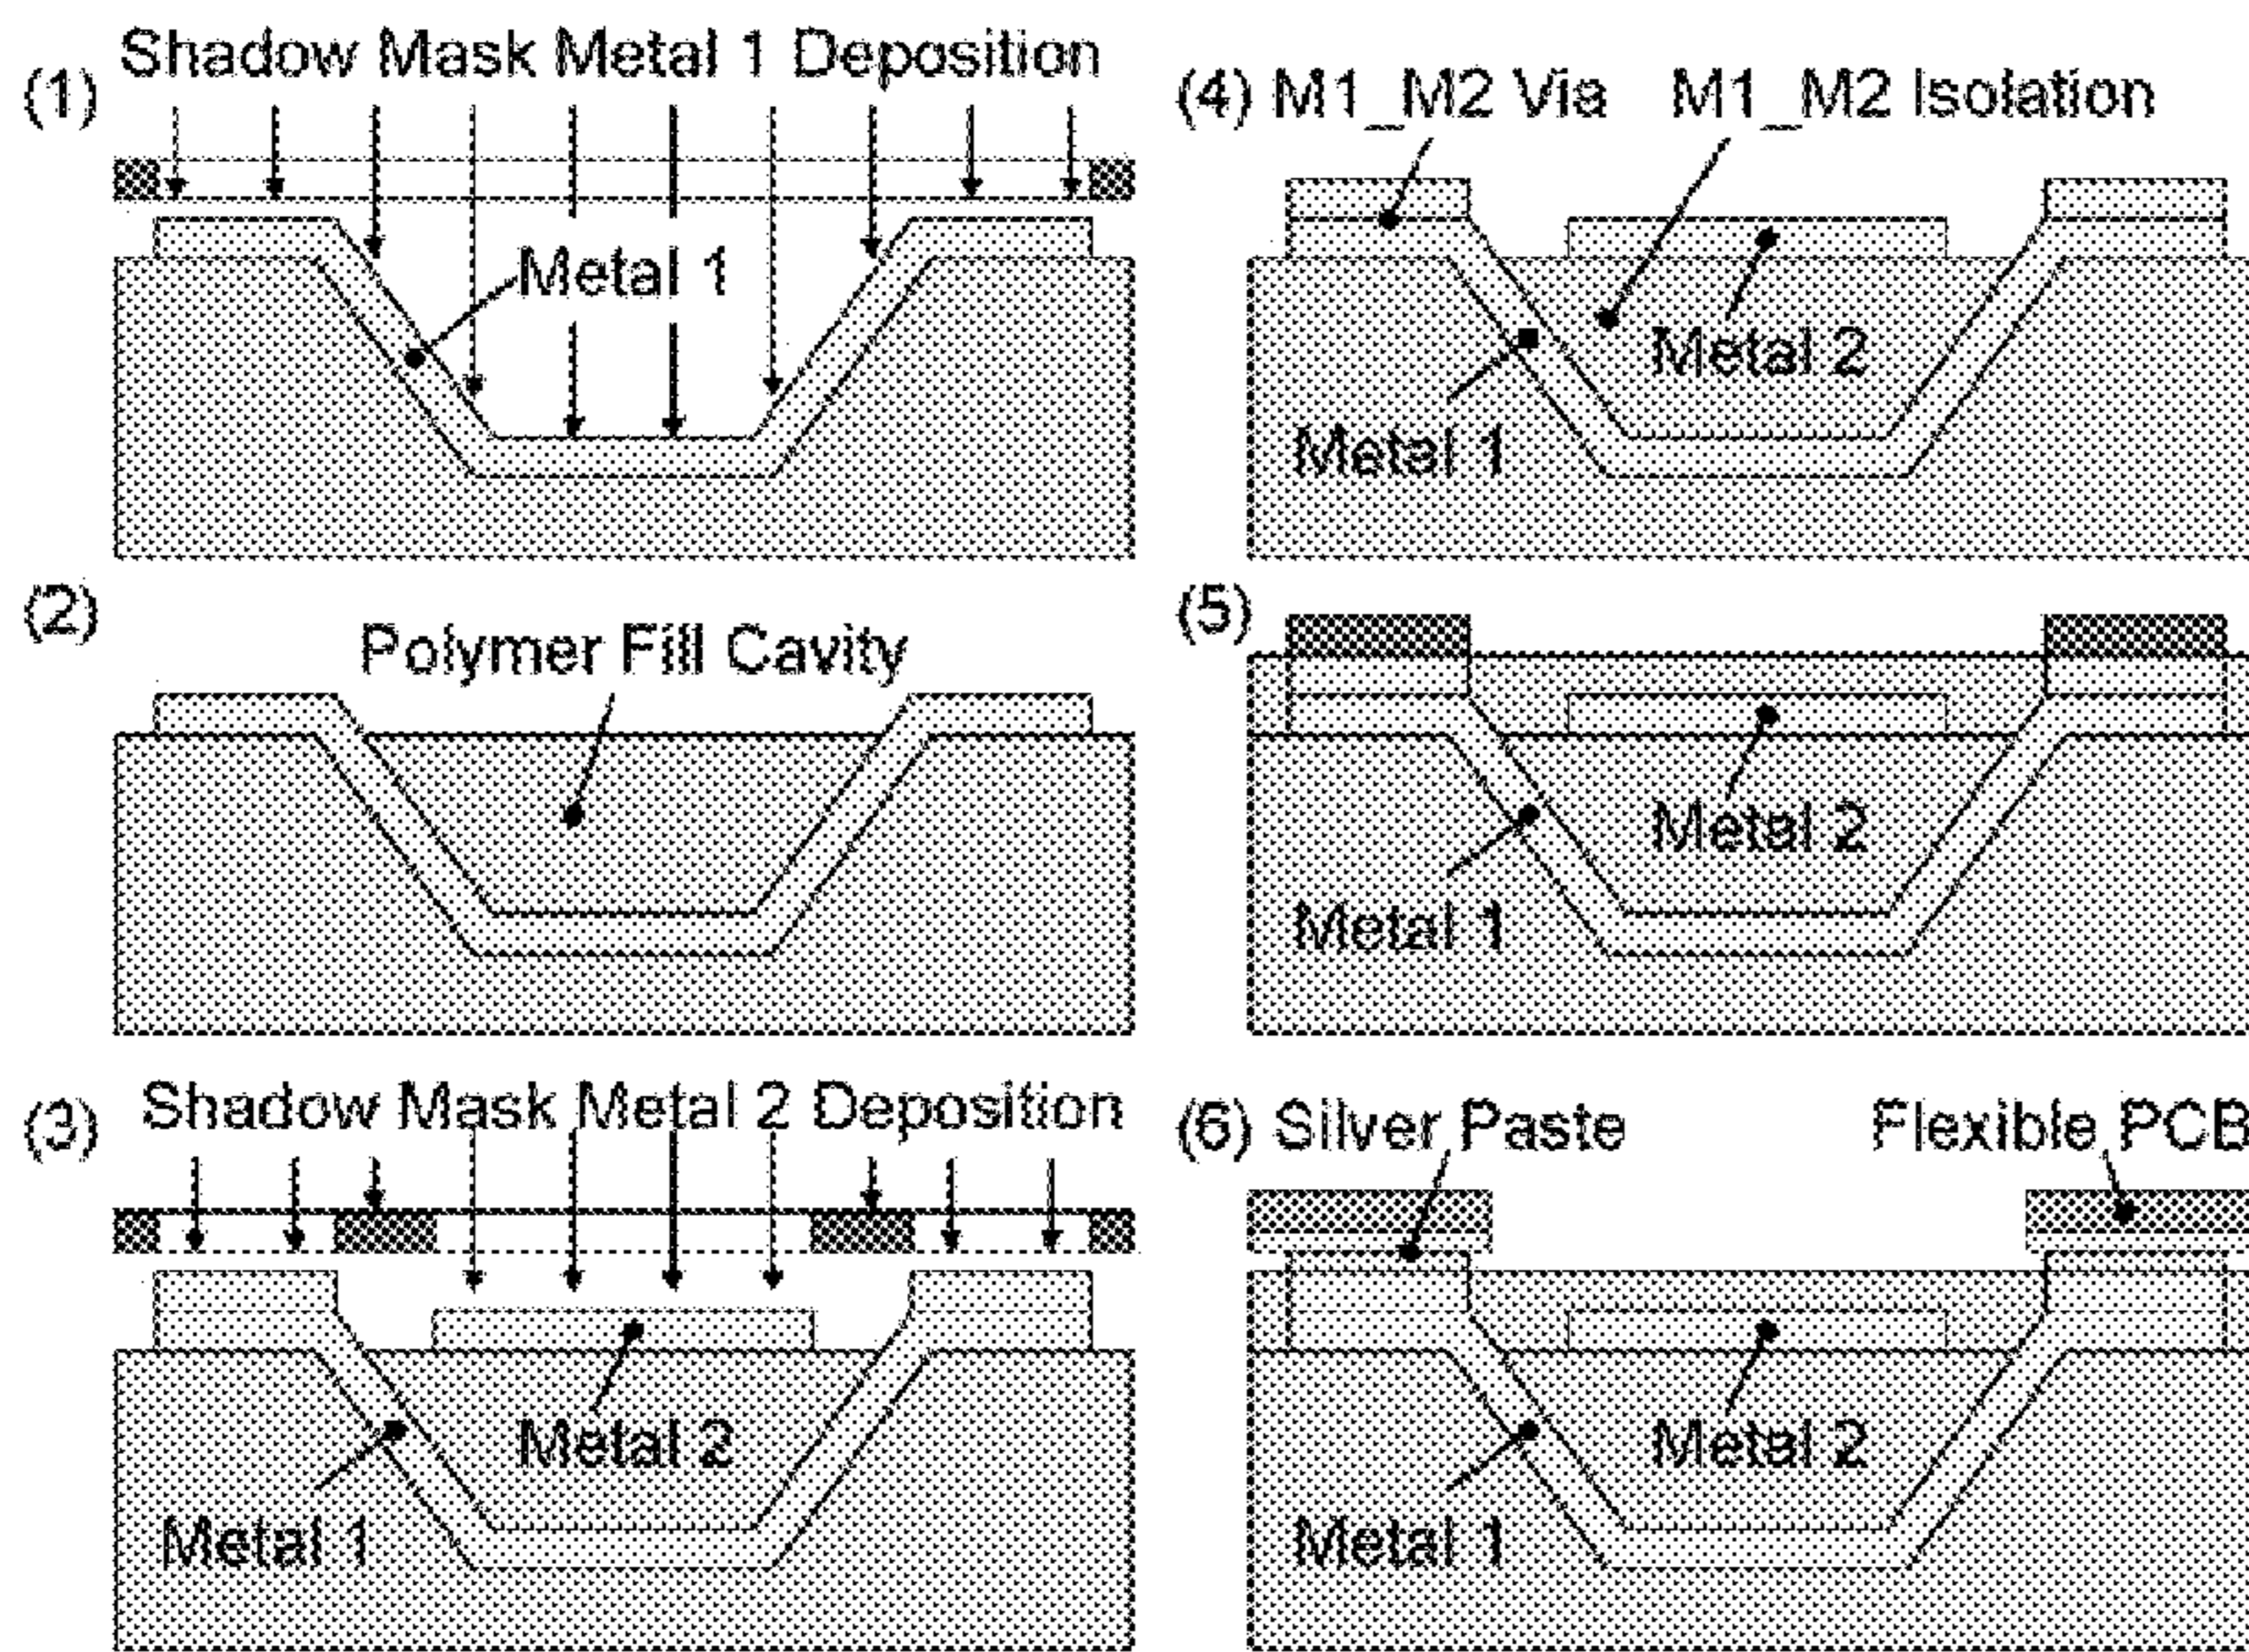 (1) Shadow Mask Metal 1 Deposition
Metal 1
(2)
Polymer Fill Cavity
(3) Shadow Mask Metal 2 Deposition
Metal 2
Metal 1
(4) M1_M2 Via M1_M2 Isolation
Metal 2
Metal 1
(5)
Metal 2
Metal 1
(6) Silver Paste Flexible PCB
Metal 2
Metal 1